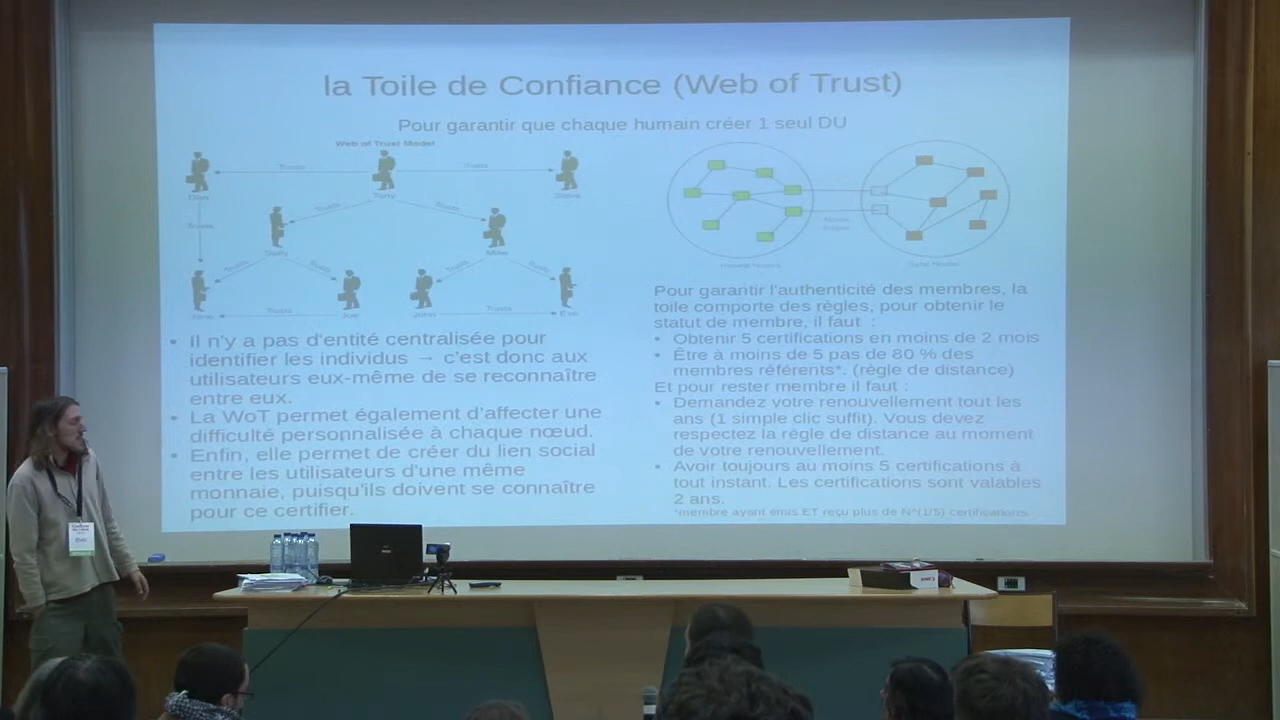 la Toile de Confiance (Web of Trust)
Pour garantir que chaque humain créer 1 seul DU
Web of Trust Model
Trusts
Trusts
Tony
Trusts
Trusts
Trusts
Mike
Trusts
Trusts
Trusts
Trusts
Joe
John
Eve
Trusts
Trusts
• Il n'y a pas d'entité centralisée pour
identifier les individus → c'est donc aux
utilisateurs eux-même de se reconnaître
entre eux.
• La WoT permet également d'affecter une
difficulté personnalisée à chaque nœud.
• Enfin, elle permet de créer du lien social
entre les utilisateurs d'une même
monnaie, puisqu'ils doivent se connaître
pour ce certifier.
Pour garantir l'authenticité des membres, la
toile comporte des règles, pour obtenir le
statut de membre, il faut :
• Obtenir 5 certifications en moins de 2 mois
• Être à moins de 5 pas de 80 % des
membres référents*. (règle de distance)
Et pour rester membre il faut :
• Demandez votre renouvellement tout les
ans (1 simple clic suffit). Vous devez
respectez la règle de distance au moment
de votre renouvellement.
• Avoir toujours au moins 5 certifications à
tout instant. Les certifications sont valables
2 ans.
*membre ayant émis ET reçu plus de N^(1/5) certifications